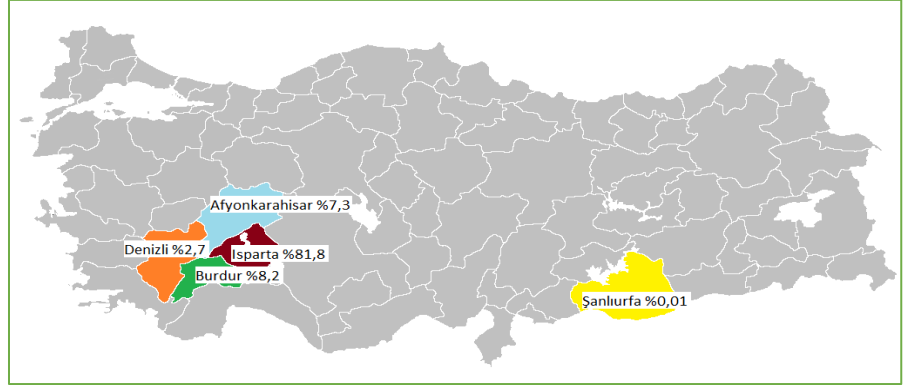 Afyonkarahisar %7,3
Denizli %2,7
Isparta %81,8
Burdur %8,2
Şanlıurfa %0,01